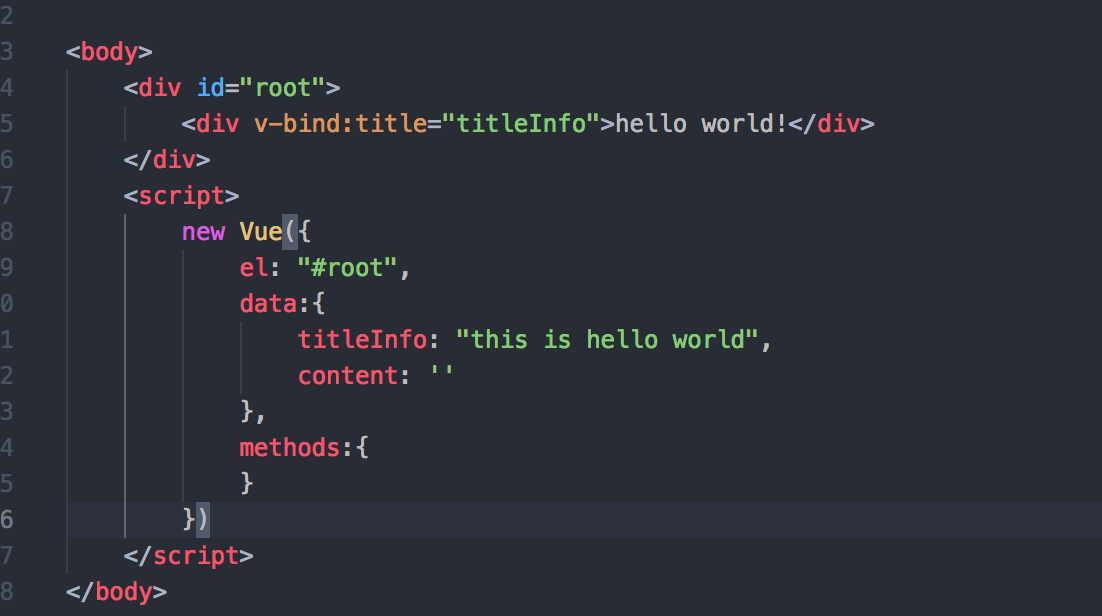 2
3 <body>
4     <div id="root">
5         <div v-bind:title="titleInfo">hello world!</div>
6     </div>
7     <script>
8         new Vue({
9             el: "#root",
0             data:{
1                 titleInfo: "this is hello world",
2                 content: ''
3             },
4             methods:{
5             }
6         })
7     </script>
8 </body>